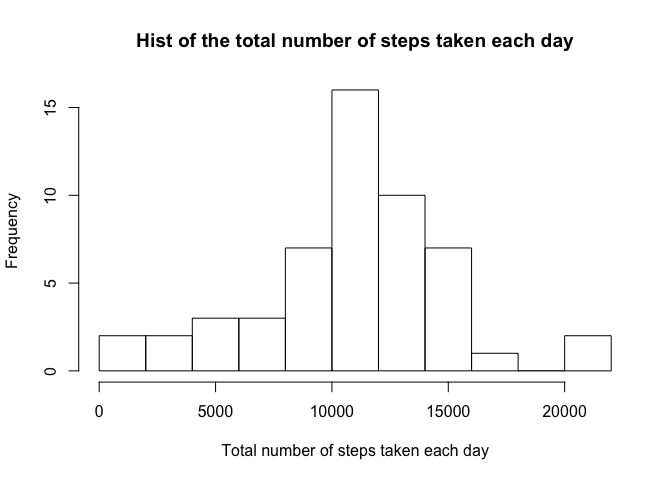 Hist of the total number of steps taken each day
Frequency
15
10
5
0
0 5000 10000 15000 20000
Total number of steps taken each day